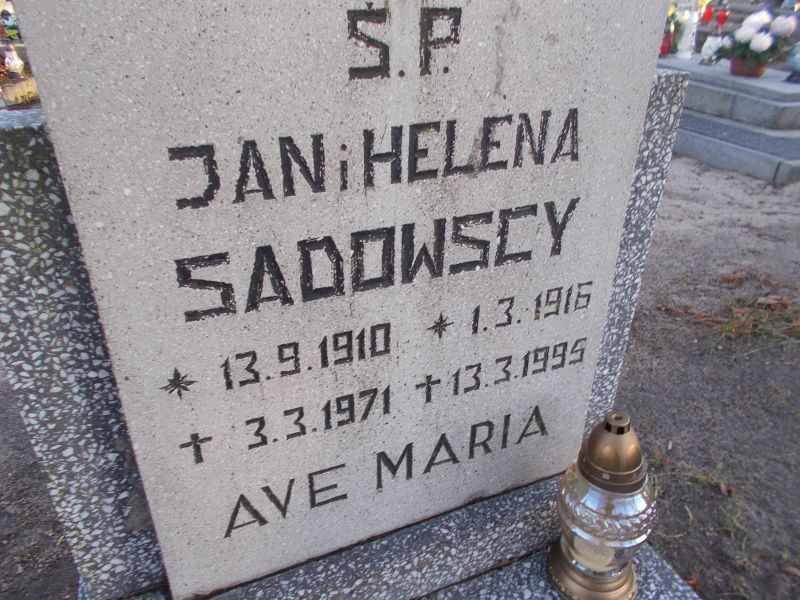 Ś.P.
JAN i HELENA
SADOWSCY
* 13.9.1910 * 1.3.1916
† 3.3.1971 † 13.3.1995
AVE MARIA